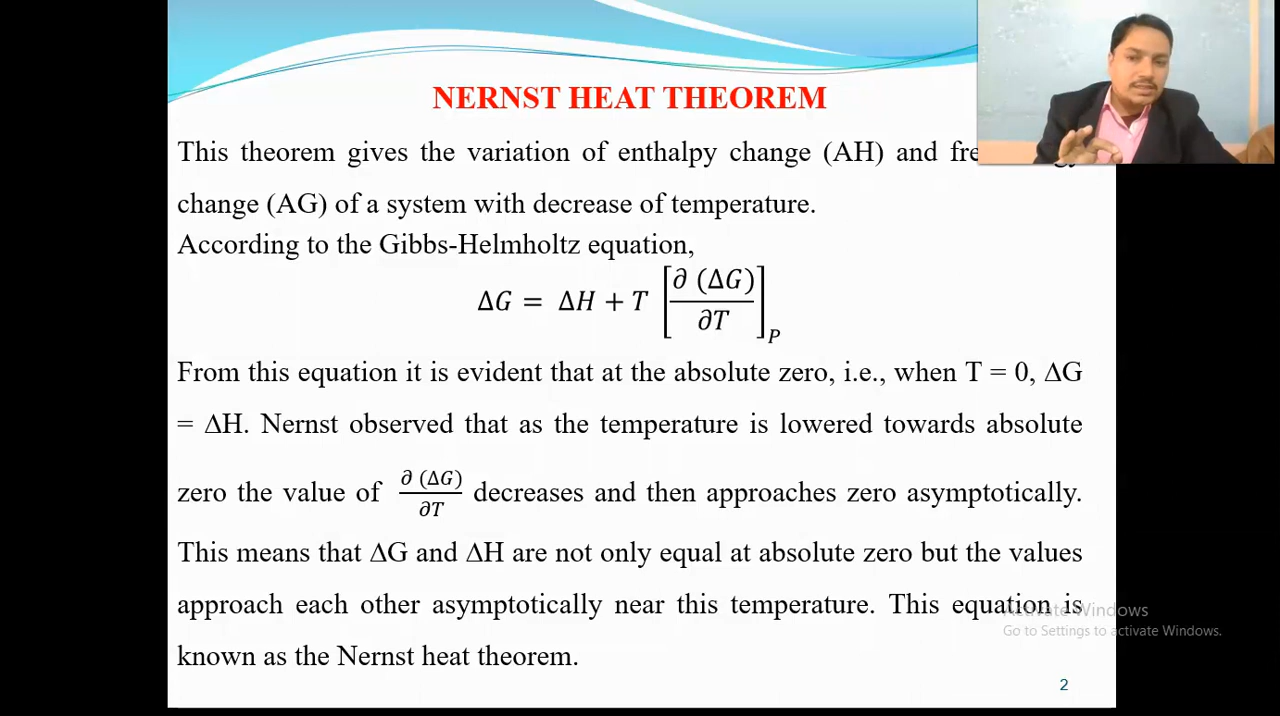 NERNST HEAT THEOREM
This theorem gives the variation of enthalpy change (AH) and
change (AG) of a system with decrease of temperature.
According to the Gibbs-Helmholtz equation,
ΔG = ΔH + T [∂ (ΔG) / ∂T]P
From this equation it is evident that at the absolute zero, i.e., when T = 0, ΔG
= ΔH. Nernst observed that as the temperature is lowered towards absolute
zero the value of ∂ (ΔG) / ∂T decreases and then approaches zero asymptotically.
This means that ΔG and ΔH are not only equal at absolute zero but the values
approach each other asymptotically near this temperature. This equation is
known as the Nernst heat theorem.
Activate Windows
Go to Settings to activate Windows.
2